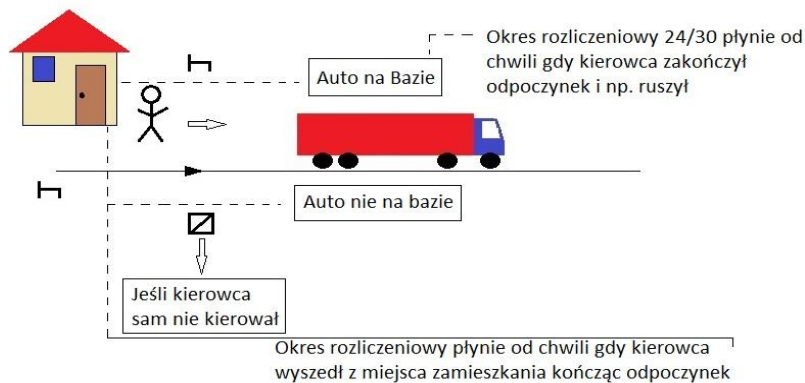 Okres rozliczeniowy 24/30 płynie od
chwili gdy kierowca zakończył
odpoczynek i np. ruszył
Auto na Bazie
Auto nie na bazie
Jeśli kierowca
sam nie kierował
Okres rozliczeniowy płynie od chwili gdy kierowca
wyszedł z miejsca zamieszkania kończąc odpoczynek